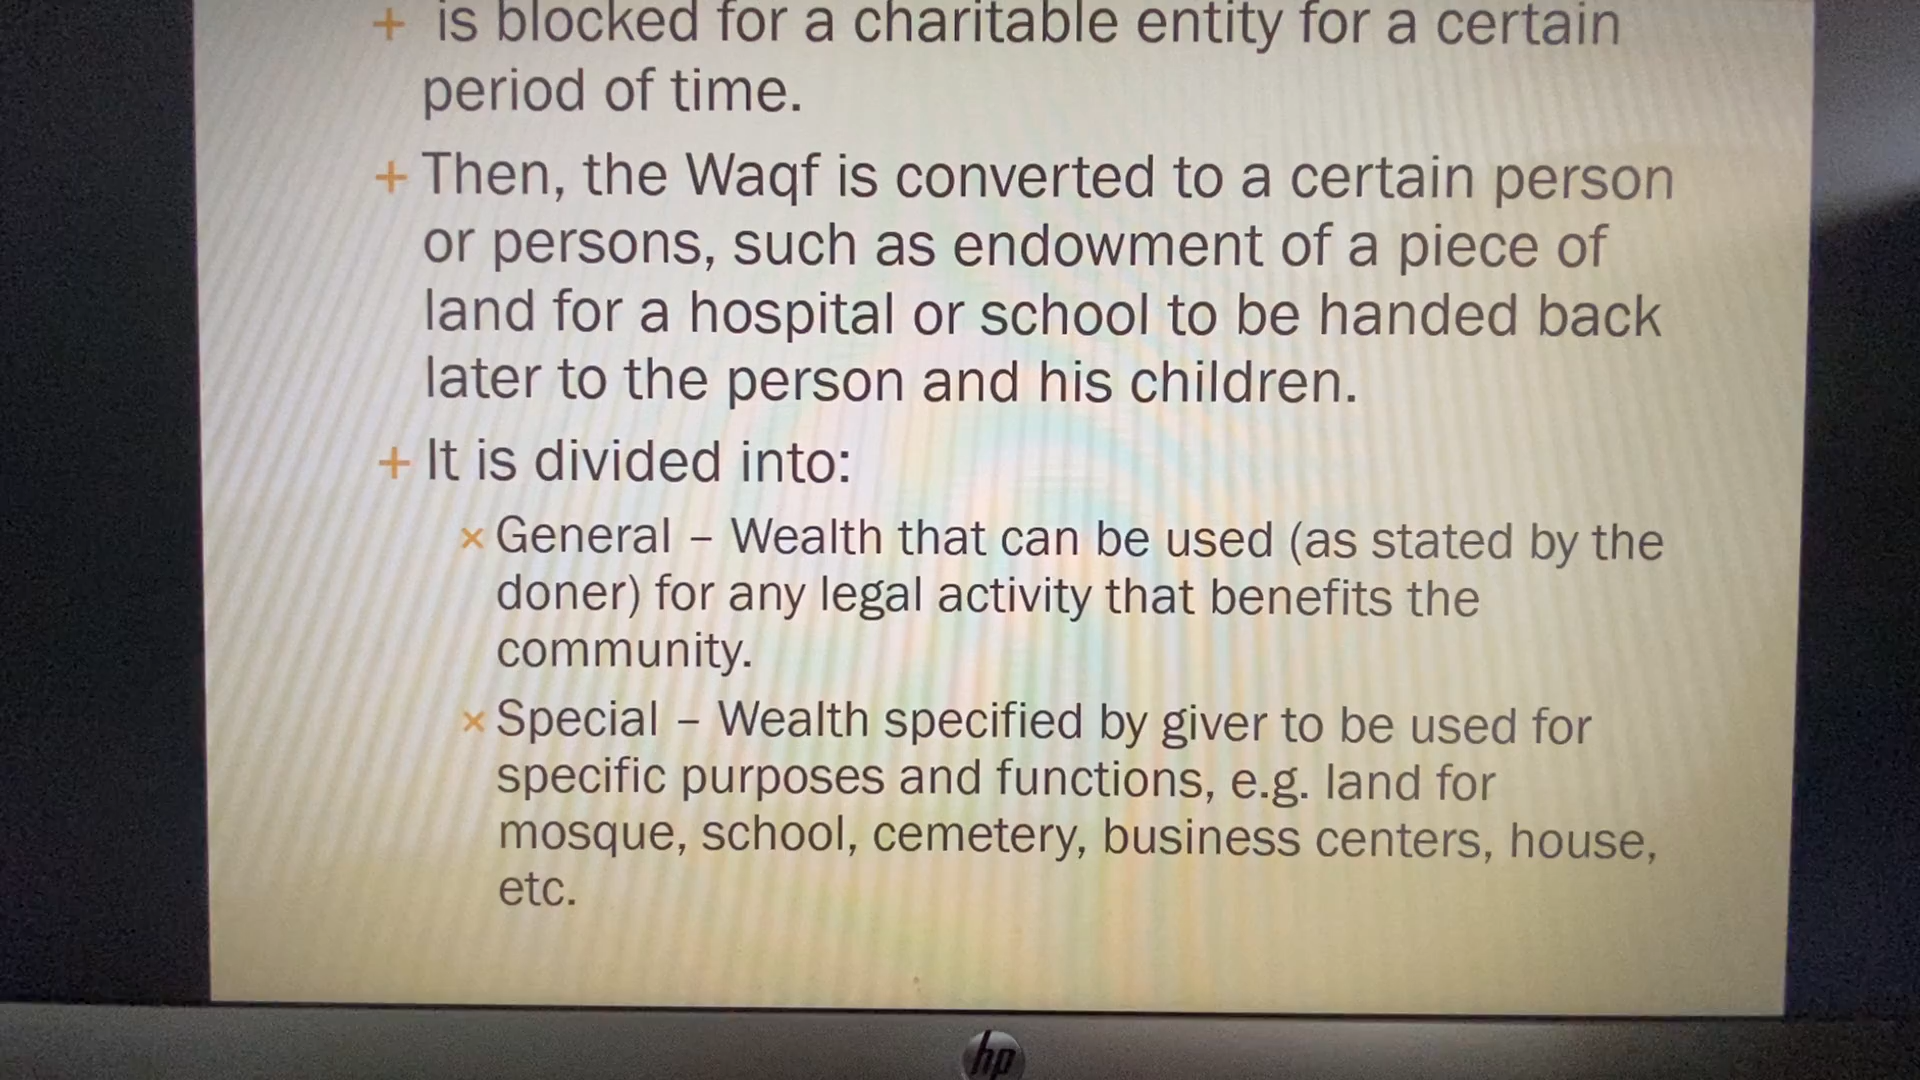 + is blocked for a charitable entity for a certain
period of time.
+ Then, the Waqf is converted to a certain person
or persons, such as endowment of a piece of
land for a hospital or school to be handed back
later to the person and his children.
+ It is divided into:
× General – Wealth that can be used (as stated by the
doner) for any legal activity that benefits the
community.
× Special – Wealth specified by giver to be used for
specific purposes and functions, e.g. land for
mosque, school, cemetery, business centers, house,
etc.
hp